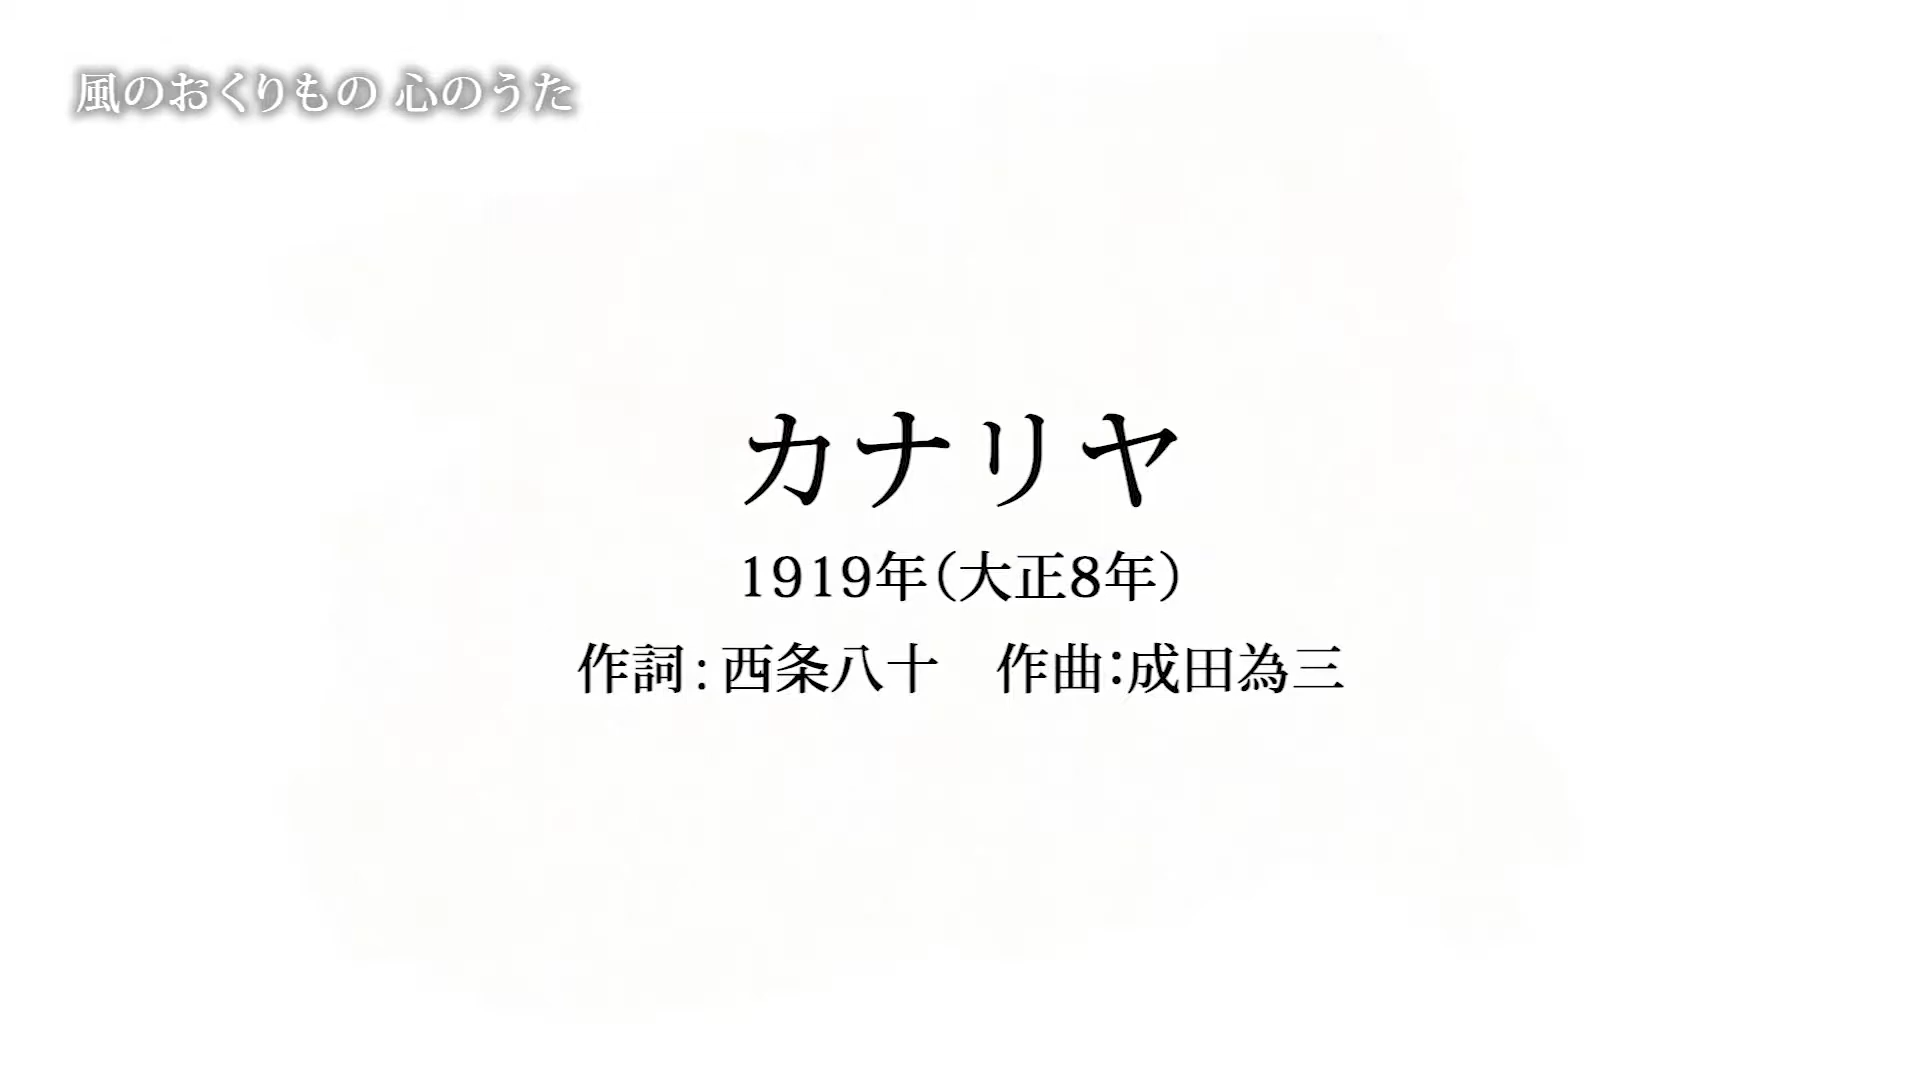 風のおくりもの 心のうた
カナリヤ
1919年(大正8年)
作詞:西条八十　作曲:成田為三